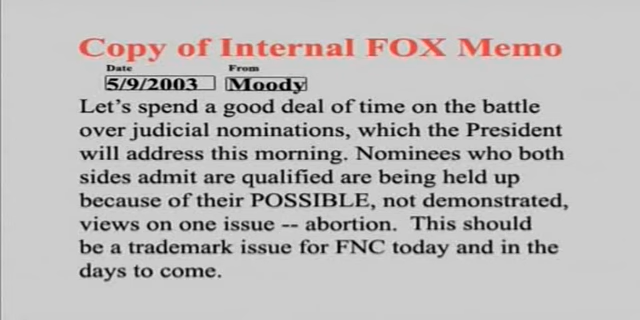 Copy of Internal FOX Memo
Date From
5/9/2003 Moody
Let's spend a good deal of time on the battle
over judicial nominations, which the President
will address this morning. Nominees who both
sides admit are qualified are being held up
because of their POSSIBLE, not demonstrated,
views on one issue -- abortion. This should
be a trademark issue for FNC today and in the
days to come.